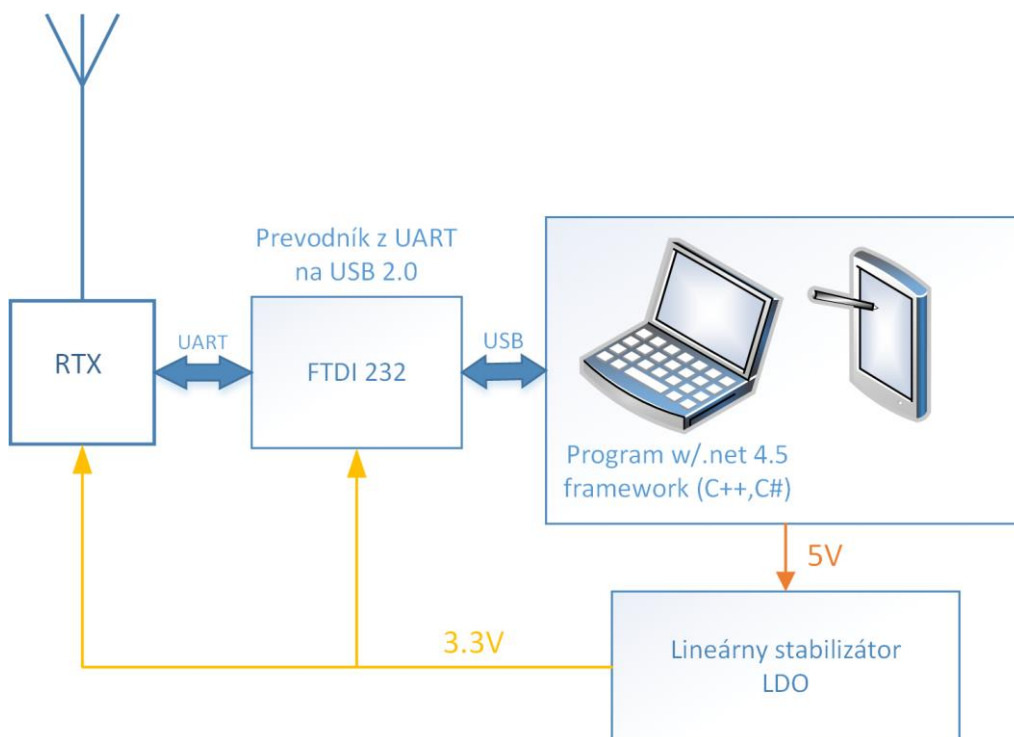 Prevodník z UART
na USB 2.0
RTX
UART
FTDI 232
USB
Program w/.net 4.5
framework (C++,C#)
5V
3.3V
Lineárny stabilizátor
LDO